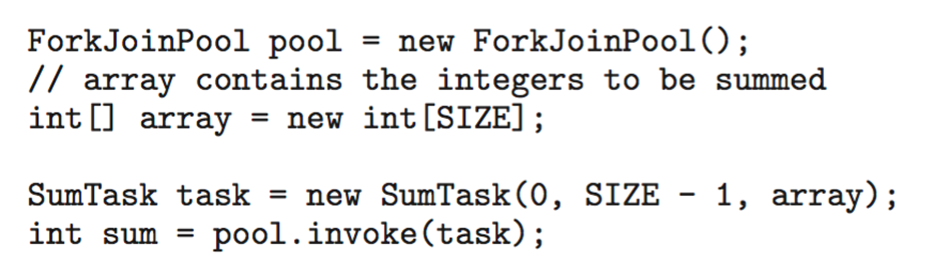 ForkJoinPool pool = new ForkJoinPool();
// array contains the integers to be summed
int[] array = new int[SIZE];
SumTask task = new SumTask(0, SIZE - 1, array);
int sum = pool.invoke(task);